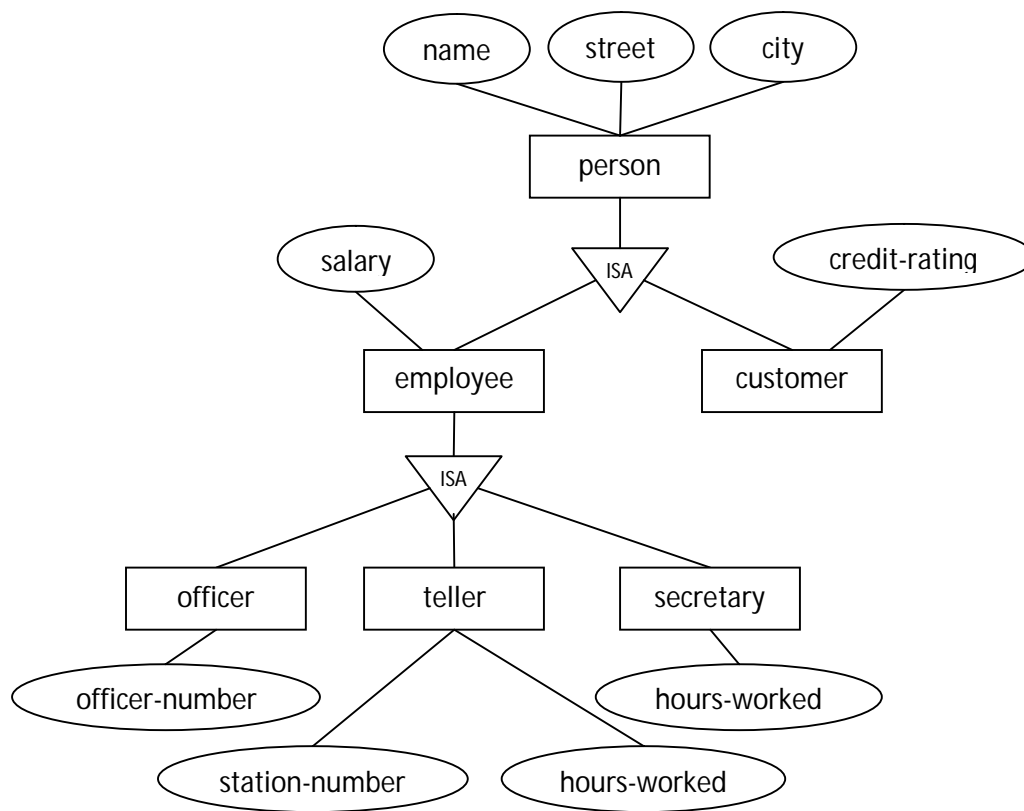 name
street
city
person
salary
ISA
credit-rating
employee
customer
ISA
officer
teller
secretary
officer-number
hours-worked
station-number
hours-worked